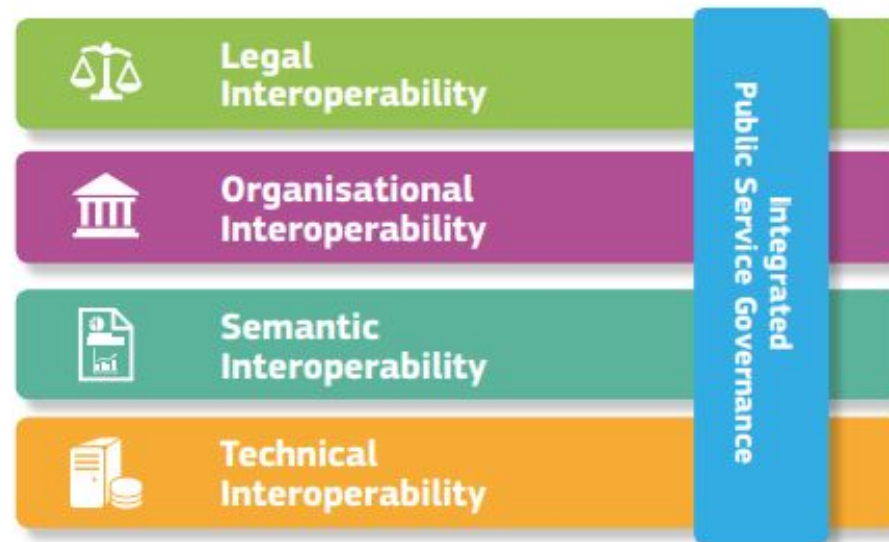 Legal
Interoperability
Organisational
Interoperability
Semantic
Interoperability
Technical
Interoperability
Integrated
Public Service Governance